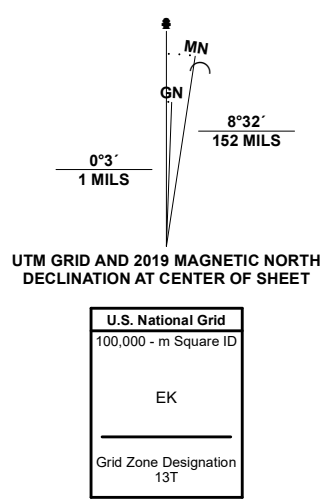 MN
GN
8°32´
152 MILS
0°3´
1 MILS
UTM GRID AND 2019 MAGNETIC NORTH
DECLINATION AT CENTER OF SHEET
U.S. National Grid
100,000 - m Square ID
EK
Grid Zone Designation
13T